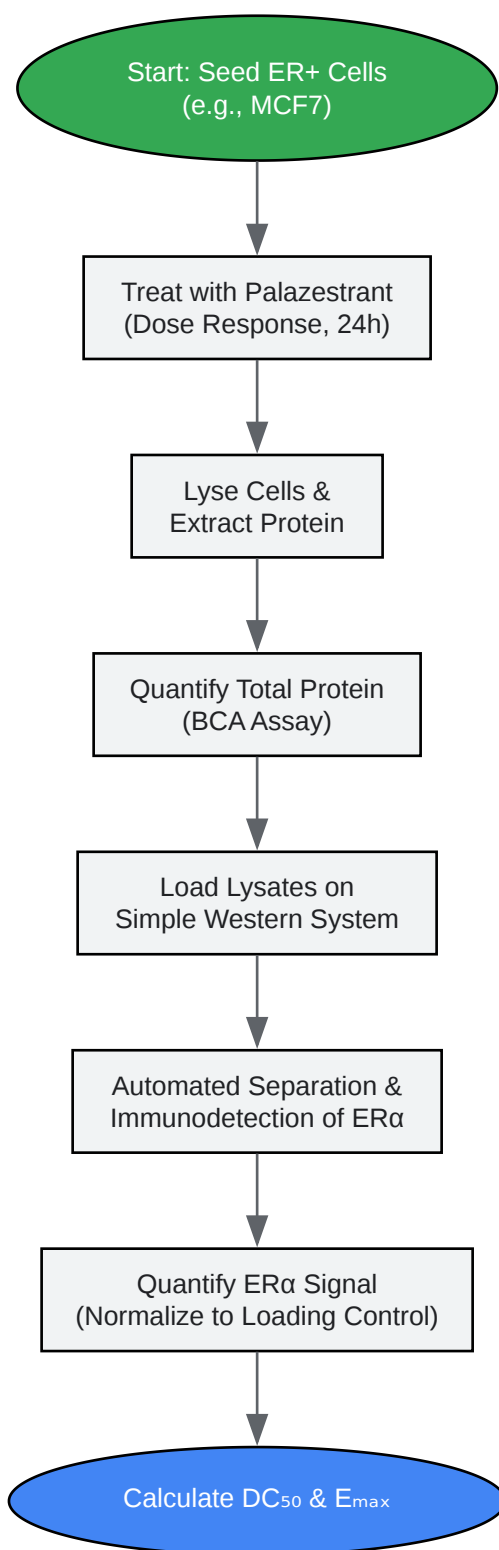 Start: Seed ER+ Cells
(e.g., MCF7)
Treat with Palazestrant
(Dose Response, 24h)
Lyse Cells &
Extract Protein
Quantify Total Protein
(BCA Assay)
Load Lysates on
Simple Western System
Automated Separation &
Immunodetection of ERα
Quantify ERα Signal
(Normalize to Loading Control)
Calculate DC₅₀ & Eₘₐₓ